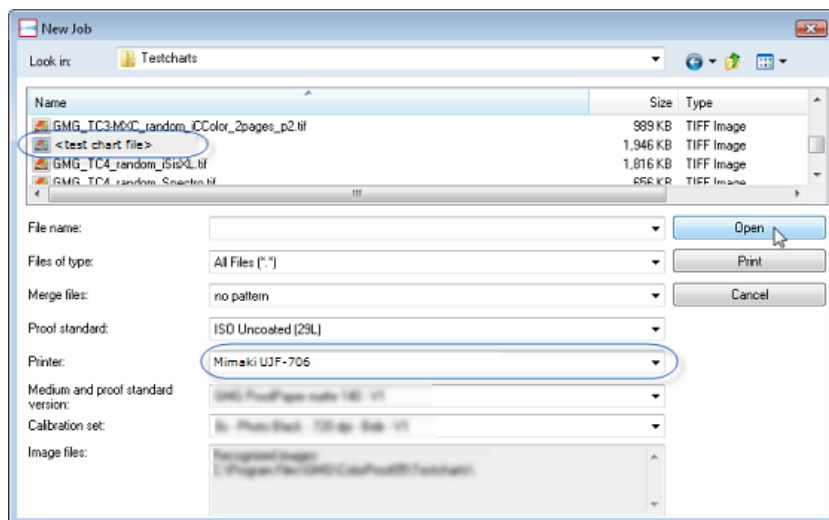 New Job
Look in: Testcharts
Name Size Type
GMG_TC3-MXC_random_iCColor_2pages_p2.tif 989 KB TIFF Image
<test chart file> 1,946 KB TIFF Image
GMG_TC4_random_iSisXL.tif 1,816 KB TIFF Image
GMG_TC4_random_Spectro.tif 656 KB TIFF Image
File name: Open
Files of type: All Files (*.*) Print
Merge files: no pattern Cancel
Proof standard: ISO Uncoated (29L)
Printer: Mimaki UJF-706
Medium and proof standard
version:
Calibration set:
Image files: